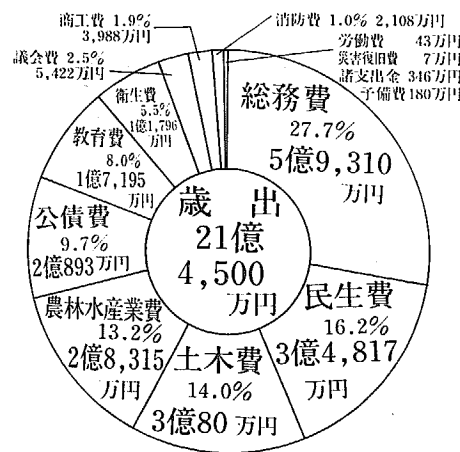 商工費 1.9%
3,988万円
議会費 2.5%
5,422万円
衛生費
5.5%
1億1,796
万円
教育費
8.0%
1億7,195
万円
公債費
9.7%
2億893万円
農林水産業費
13.2%
2億8,315
万円
土木費
14.0%
3億80万円
民生費
16.2%
3億4,817
万円
総務費
27.7%
5億9,310
万円
消防費 1.0% 2,108万円
労働費 43万円
災害復旧費 7万円
諸支出金 346万円
予備費180万円
歳出
21億
4,500
万円